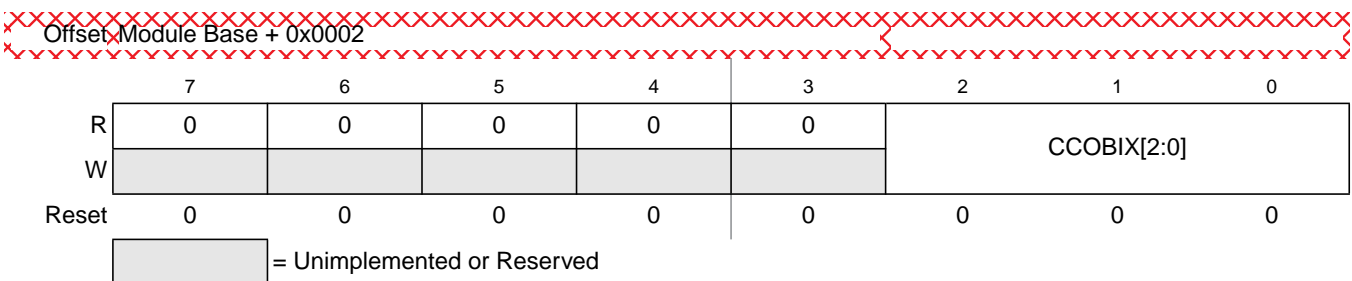 Offset Module Base + 0x0002
7 6 5 4 3 2 1 0
R 0 0 0 0 0 CCOBIX[2:0]
W
Reset 0 0 0 0 0 0 0 0
= Unimplemented or Reserved